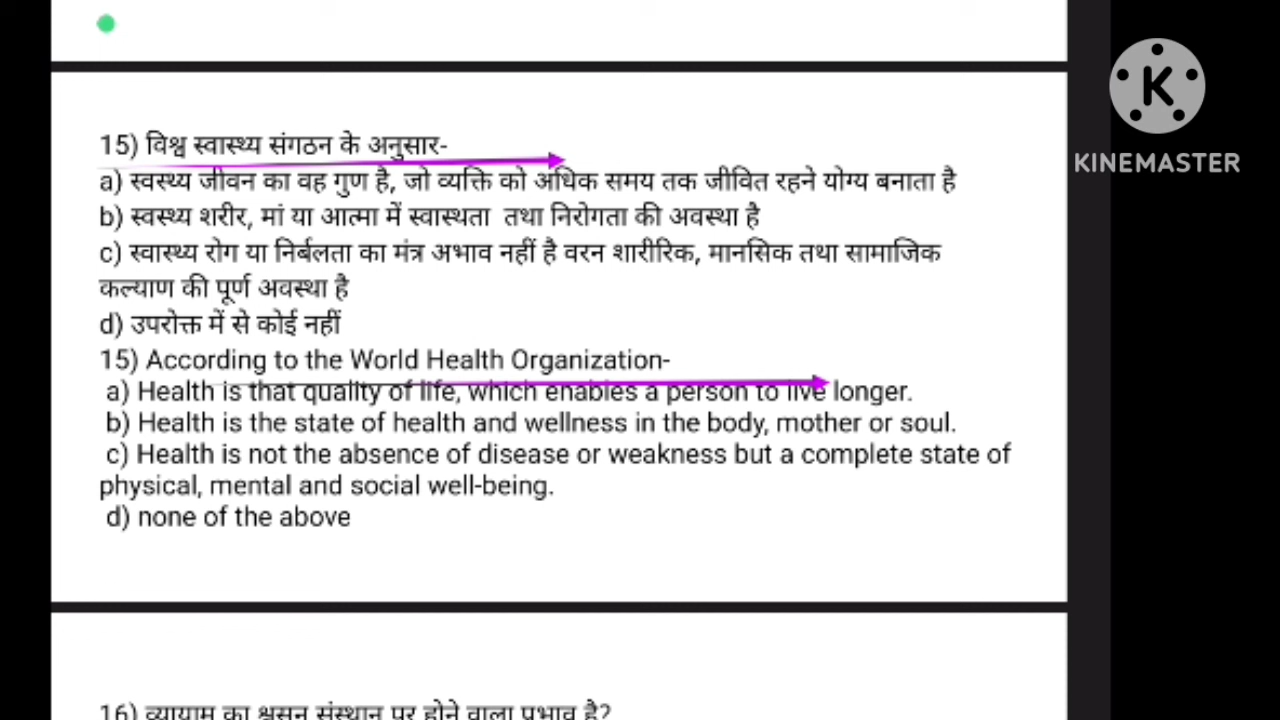 15) विश्व स्वास्थ्य संगठन के अनुसार-
a) स्वस्थ्य जीवन का वह गुण है, जो व्यक्ति को अधिक समय तक जीवित रहने योग्य बनाता है
b) स्वस्थ्य शरीर, मां या आत्मा में स्वास्थता तथा निरोगता की अवस्था है
c) स्वास्थ्य रोग या निर्बलता का मंत्र अभाव नहीं है वरन शारीरिक, मानसिक तथा सामाजिक
कल्याण की पूर्ण अवस्था है
d) उपरोक्त में से कोई नहीं
15) According to the World Health Organization-
a) Health is that quality of life, which enables a person to live longer.
b) Health is the state of health and wellness in the body, mother or soul.
c) Health is not the absence of disease or weakness but a complete state of
physical, mental and social well-being.
d) none of the above
16) व्यायाम का श्वसन संस्थान पर होने वाला प्रभाव है?
K
KINEMASTER